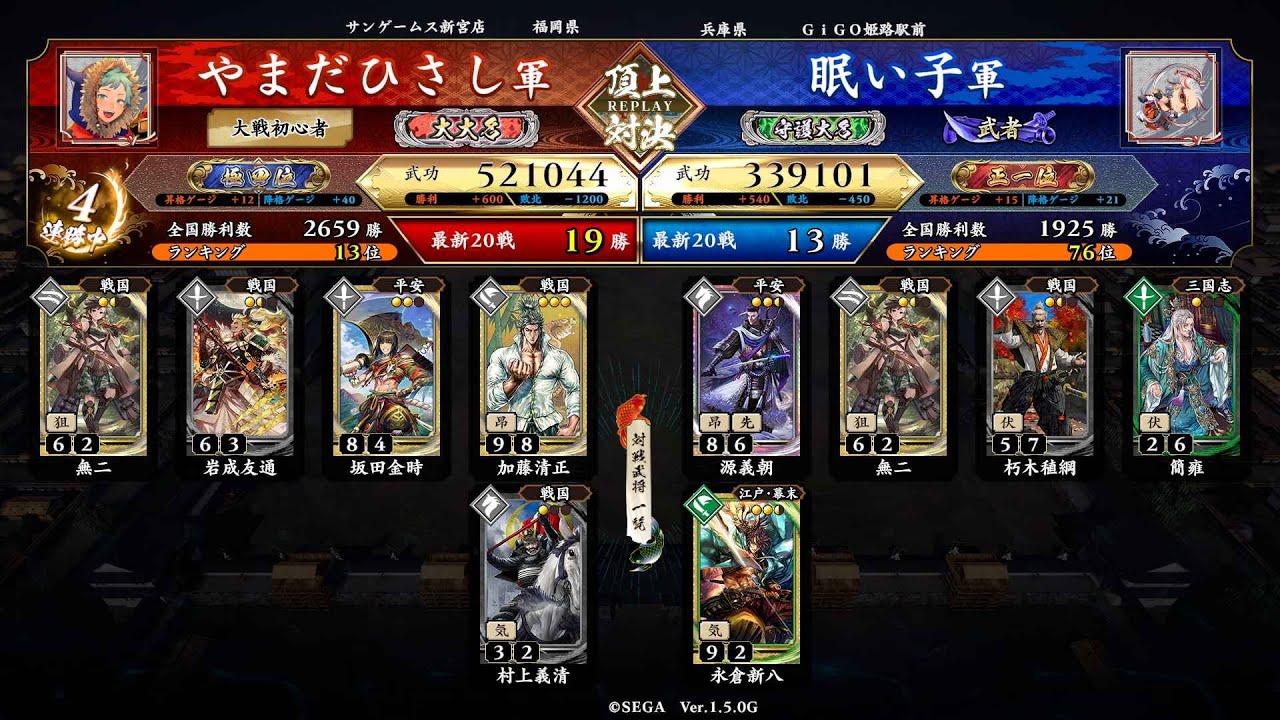 サンゲームス新宮店 福岡県
兵庫県 GiGO姫路駅前
やまだひさし軍
頂上
REPLAY
対決
眠い子軍
大戦初心者
大大名
守護大名
武者
4
連勝中
極四位
昇格ゲージ +12 降格ゲージ +40
武功 521044
勝利 +600 敗北 -1200
武功 339101
勝利 +540 敗北 -450
正一位
昇格ゲージ +15 降格ゲージ +21
全国勝利数 2659勝
ランキング 13位
最新20戦 19勝
最新20戦 13勝
全国勝利数 1925勝
ランキング 76位
戦国
狙
6 2
無二
戦国
6 3
岩成友通
平安
8 4
坂田金時
戦国
昂
9 8
加藤清正
対戦武将一覧
平安
昂 先
8 6
源義朝
戦国
狙
6 2
無二
戦国
伏
5 7
朽木稙綱
三国志
伏
2 6
簡雍
戦国
気
3 2
村上義清
江戸・幕末
気
9 2
永倉新八
©SEGA Ver.1.5.0G